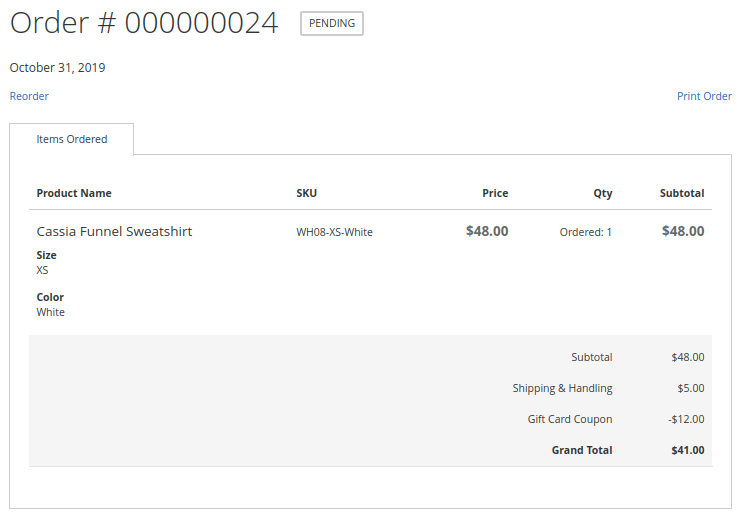 Order # 000000024 PENDING
October 31, 2019
Reorder Print Order
Items Ordered
Product Name SKU Price Qty Subtotal
Cassia Funnel Sweatshirt WH08-XS-White $48.00 Ordered: 1 $48.00
Size
XS
Color
White
Subtotal $48.00
Shipping & Handling $5.00
Gift Card Coupon -$12.00
Grand Total $41.00